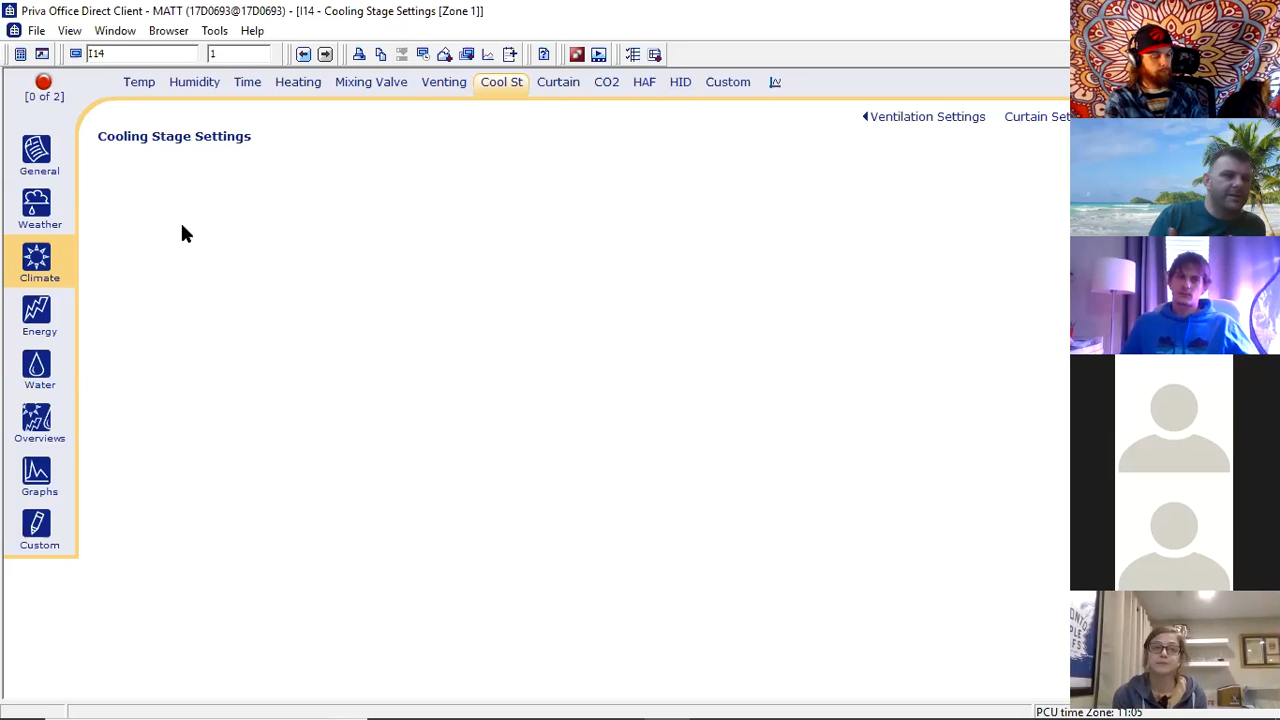 Priva Office Direct Client - MATT (17D0693@17D0693) - [I14 - Cooling Stage Settings [Zone 1]]
File View Window Browser Tools Help
I14 1
[0 of 2]
Temp Humidity Time Heating Mixing Valve Venting Cool St Curtain CO2 HAF HID Custom
Ventilation Settings Curtain Set
Cooling Stage Settings
General
Weather
Climate
Energy
Water
Overviews
Graphs
Custom
PCU time Zone: 11:05